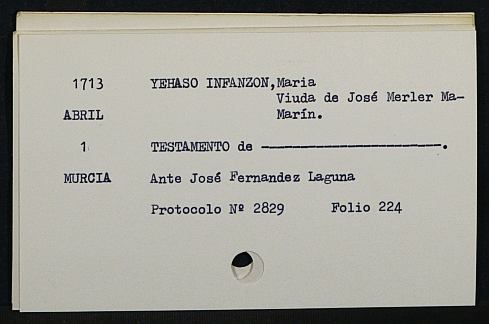 1713 YEHASO INFANZON, Maria
Viuda de José Merler Ma-
ABRIL Marín.
1 TESTAMENTO de ————————————.
MURCIA Ante José Fernandez Laguna
Protocolo Nº 2829 Folio 224